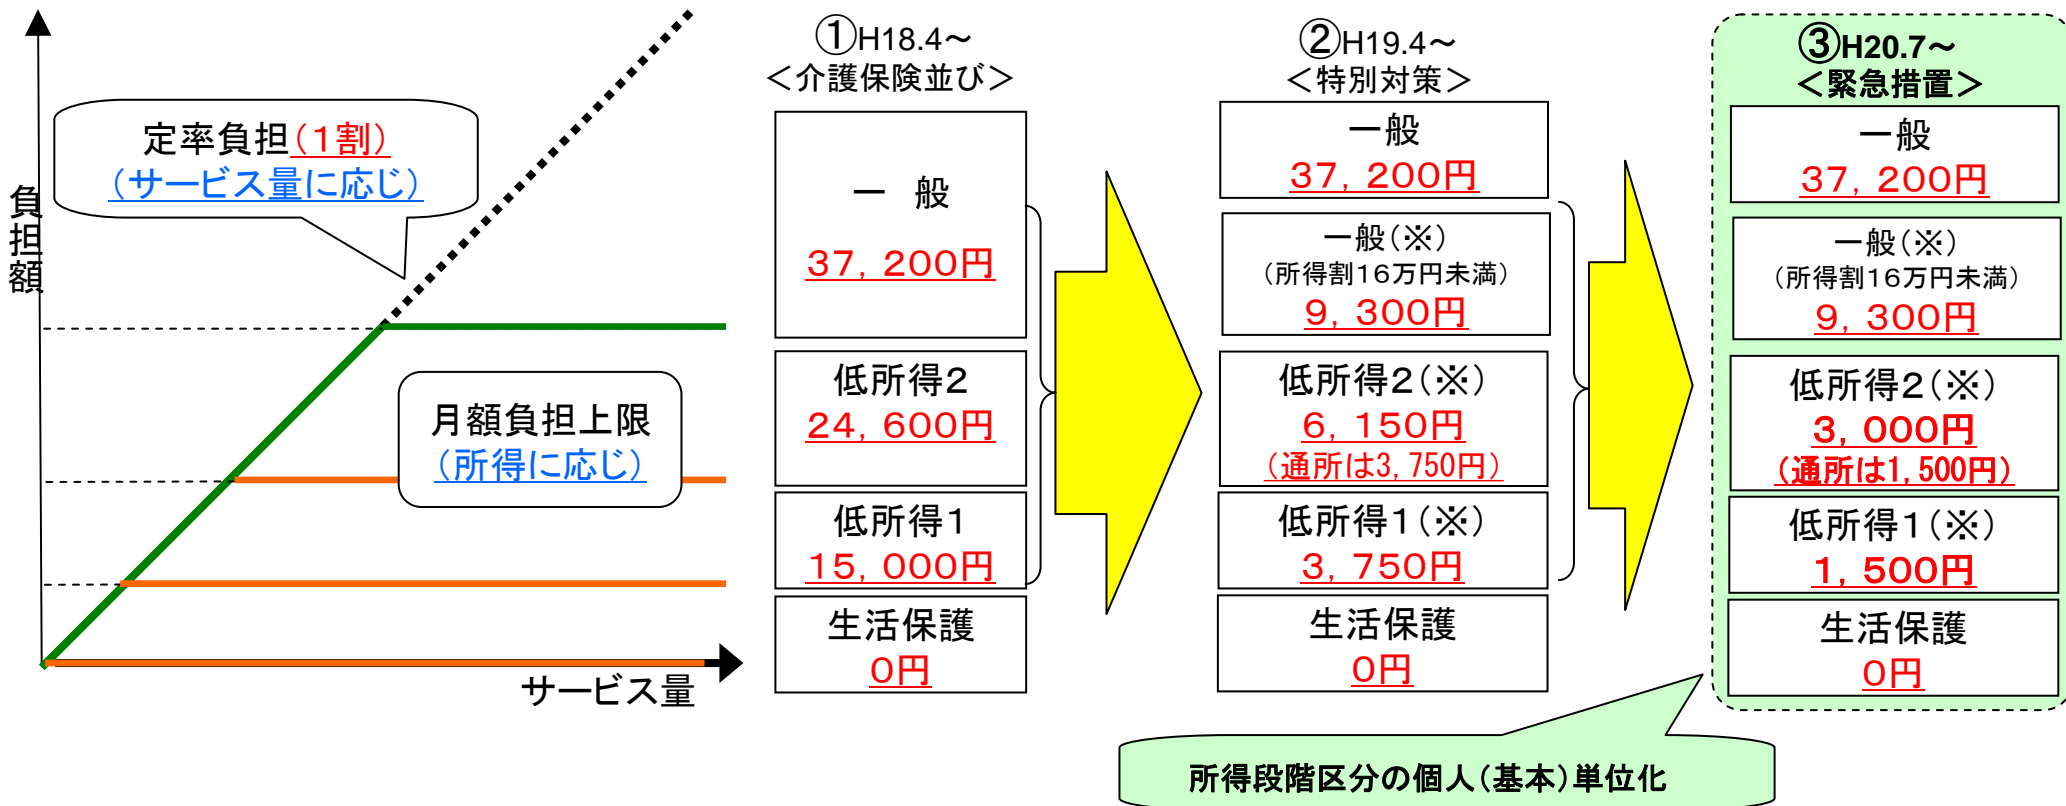 負担額
定率負担（１割）
（サービス量に応じ）
月額負担上限
（所得に応じ）
サービス量
①H18.4～
＜介護保険並び＞
一　般
３７，２００円
低所得２
２４，６００円
低所得１
１５，０００円
生活保護
０円
②H19.4～
＜特別対策＞
一般
３７，２００円
一般（※）
（所得割１６万円未満）
９，３００円
低所得２（※）
６，１５０円
（通所は3,750円）
低所得１（※）
３，７５０円
生活保護
０円
③H20.7～
＜緊急措置＞
一般
３７，２００円
一般（※）
（所得割１６万円未満）
９，３００円
低所得２（※）
３，０００円
（通所は1,500円）
低所得１（※）
１，５００円
生活保護
０円
所得段階区分の個人（基本）単位化